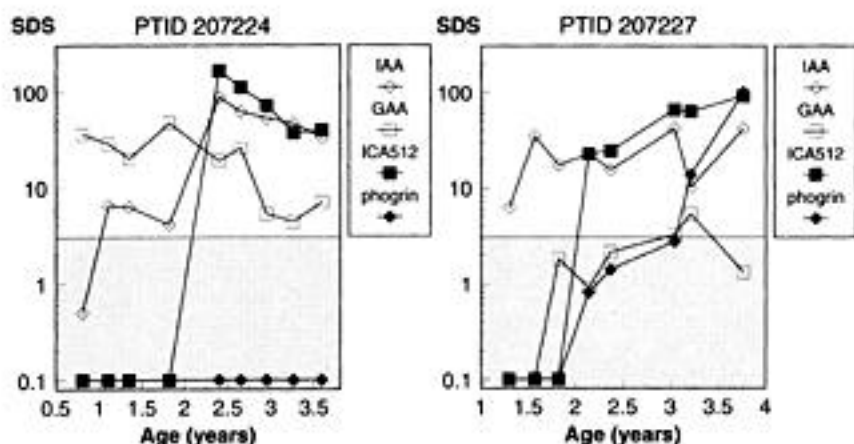 SDS PTID 207224
IAA
GAA
ICA512
phogrin
100
10
1
0.1
0.5 1 1.5 2 2.5 3 3.5
Age (years)
SDS PTID 207227
IAA
GAA
ICA512
phogrin
100
10
1
0.1
1 1.5 2 2.5 3 3.5 4
Age (years)